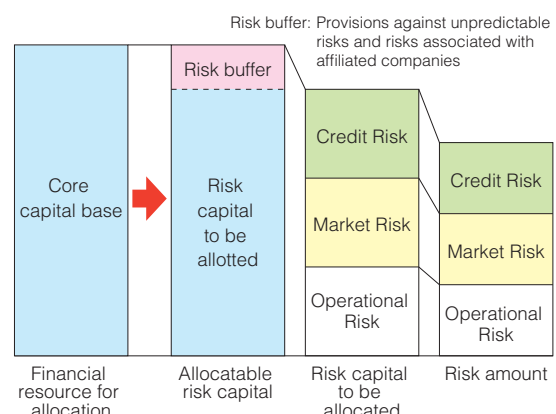 Risk buffer: Provisions against unpredictable
risks and risks associated with
affiliated companies
Risk buffer
Core
capital base
Risk
capital
to be
allotted
Credit Risk
Market Risk
Operational
Risk
Credit Risk
Market Risk
Operational
Risk
Financial
resource for
allocation
Allocatable
risk capital
Risk capital
to be
allocated
Risk amount